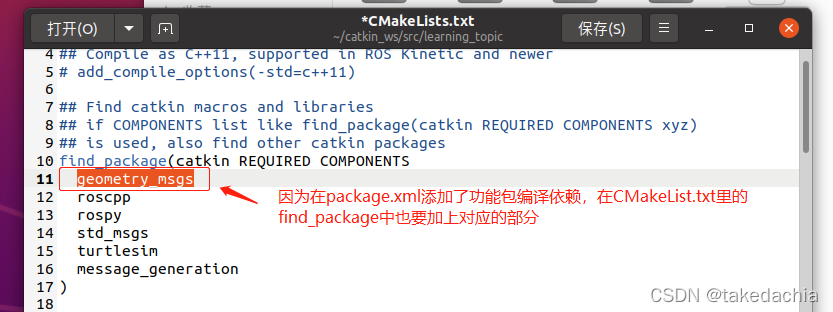 打开(O)
*CMakeLists.txt
~/catkin_ws/src/learning_topic
保存(S)
4 ## Compile as C++11, supported in ROS Kinetic and newer
5 # add_compile_options(-std=c++11)
6
7 ## Find catkin macros and libraries
8 ## if COMPONENTS list like find_package(catkin REQUIRED COMPONENTS xyz)
9 ## is used, also find other catkin packages
10 find_package(catkin REQUIRED COMPONENTS
11 geometry_msgs
12 roscpp
13 rospy
14 std_msgs
15 turtlesim
16 message_generation
17 )
18
因为在package.xml添加了功能包编译依赖，在CMakeList.txt里的
find_package中也要加上对应的部分
CSDN @takedachia